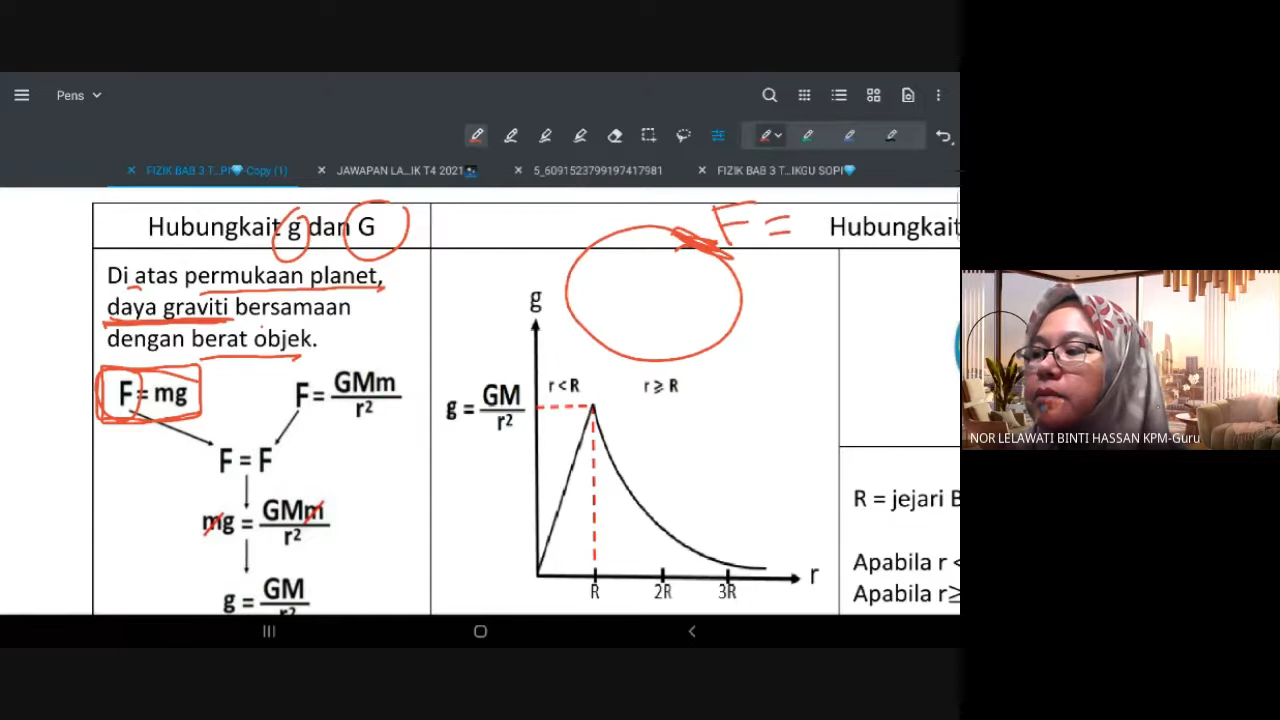 Pens
FIZIK BAB 3 T...PI💎 Copy (1)
JAWAPAN LA...IK T4 2021
5_6091523799197417981
FIZIK BAB 3 T...IKGU SOPI💎
Hubungkait g dan G
F =
Hubungkait
Di atas permukaan planet,
daya graviti bersamaan
dengan berat objek.
F = mg
F = GMm
r²
F = F
mg = GMm
r²
g = GM
r²
g
r < R
r ⩾ R
g = GM
r²
R
2R
3R
r
R = jejari B
Apabila r <
Apabila r≥
NOR LELAWATI BINTI HASSAN KPM-Guru